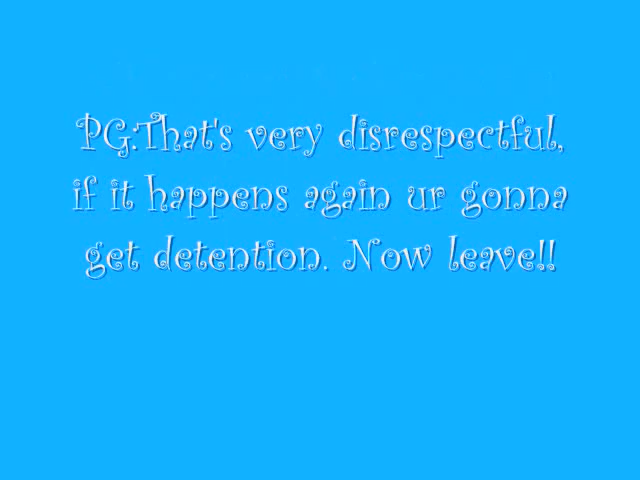 PG:That's very disrespectful,
if it happens again ur gonna
get detention. Now leave!!